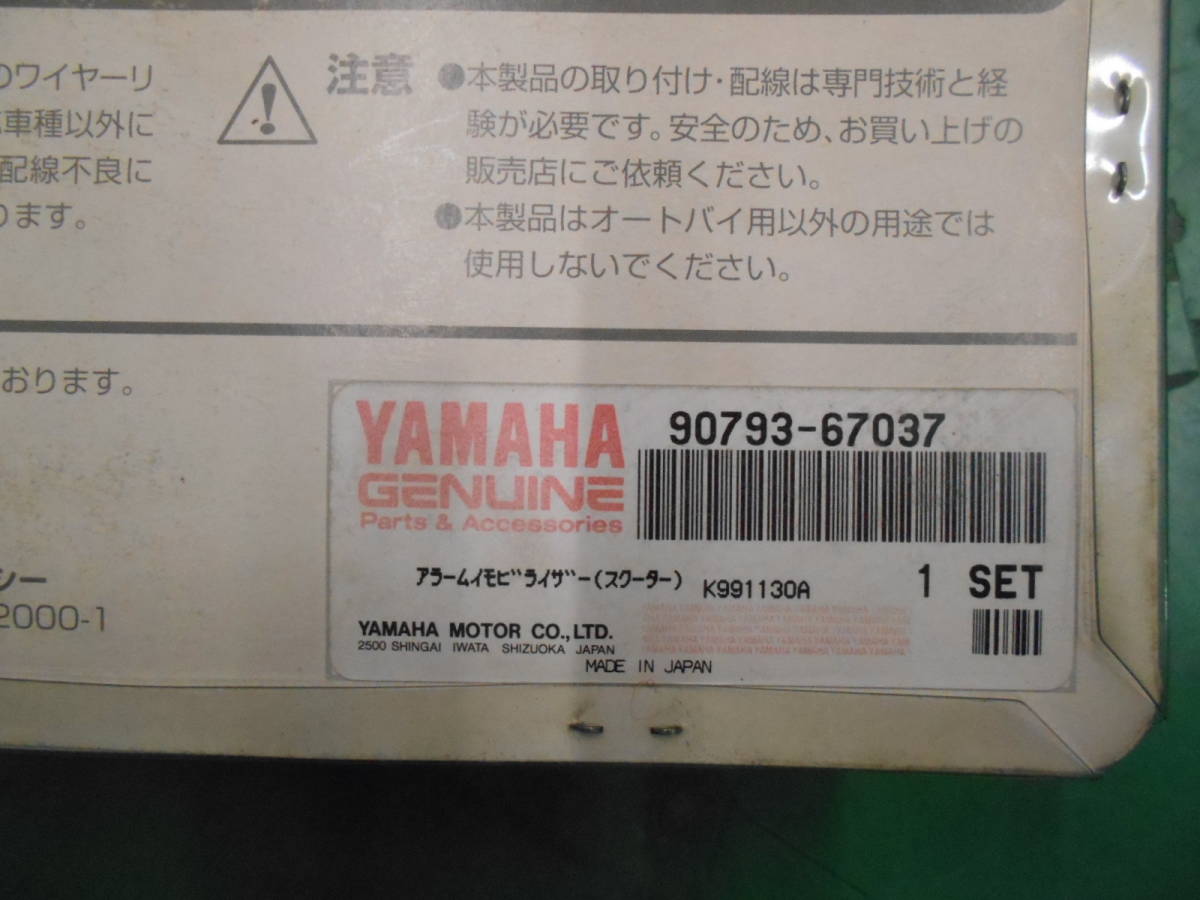 のワイヤーリ
車種以外に
配線不良に
ります。
注意
●本製品の取り付け・配線は専門技術と経
験が必要です。安全のため、お買い上げの
販売店にご依頼ください。
●本製品はオートバイ用以外の用途では
使用しないでください。
おります。
シー
2000-1
YAMAHA
GENUINE
Parts & Accessories
90793-67037
アラームイモビライザー(スクーター)
K991130A
1 SET
YAMAHA MOTOR CO.,LTD.
2500 SHINGAI IWATA SHIZUOKA JAPAN
MADE IN JAPAN